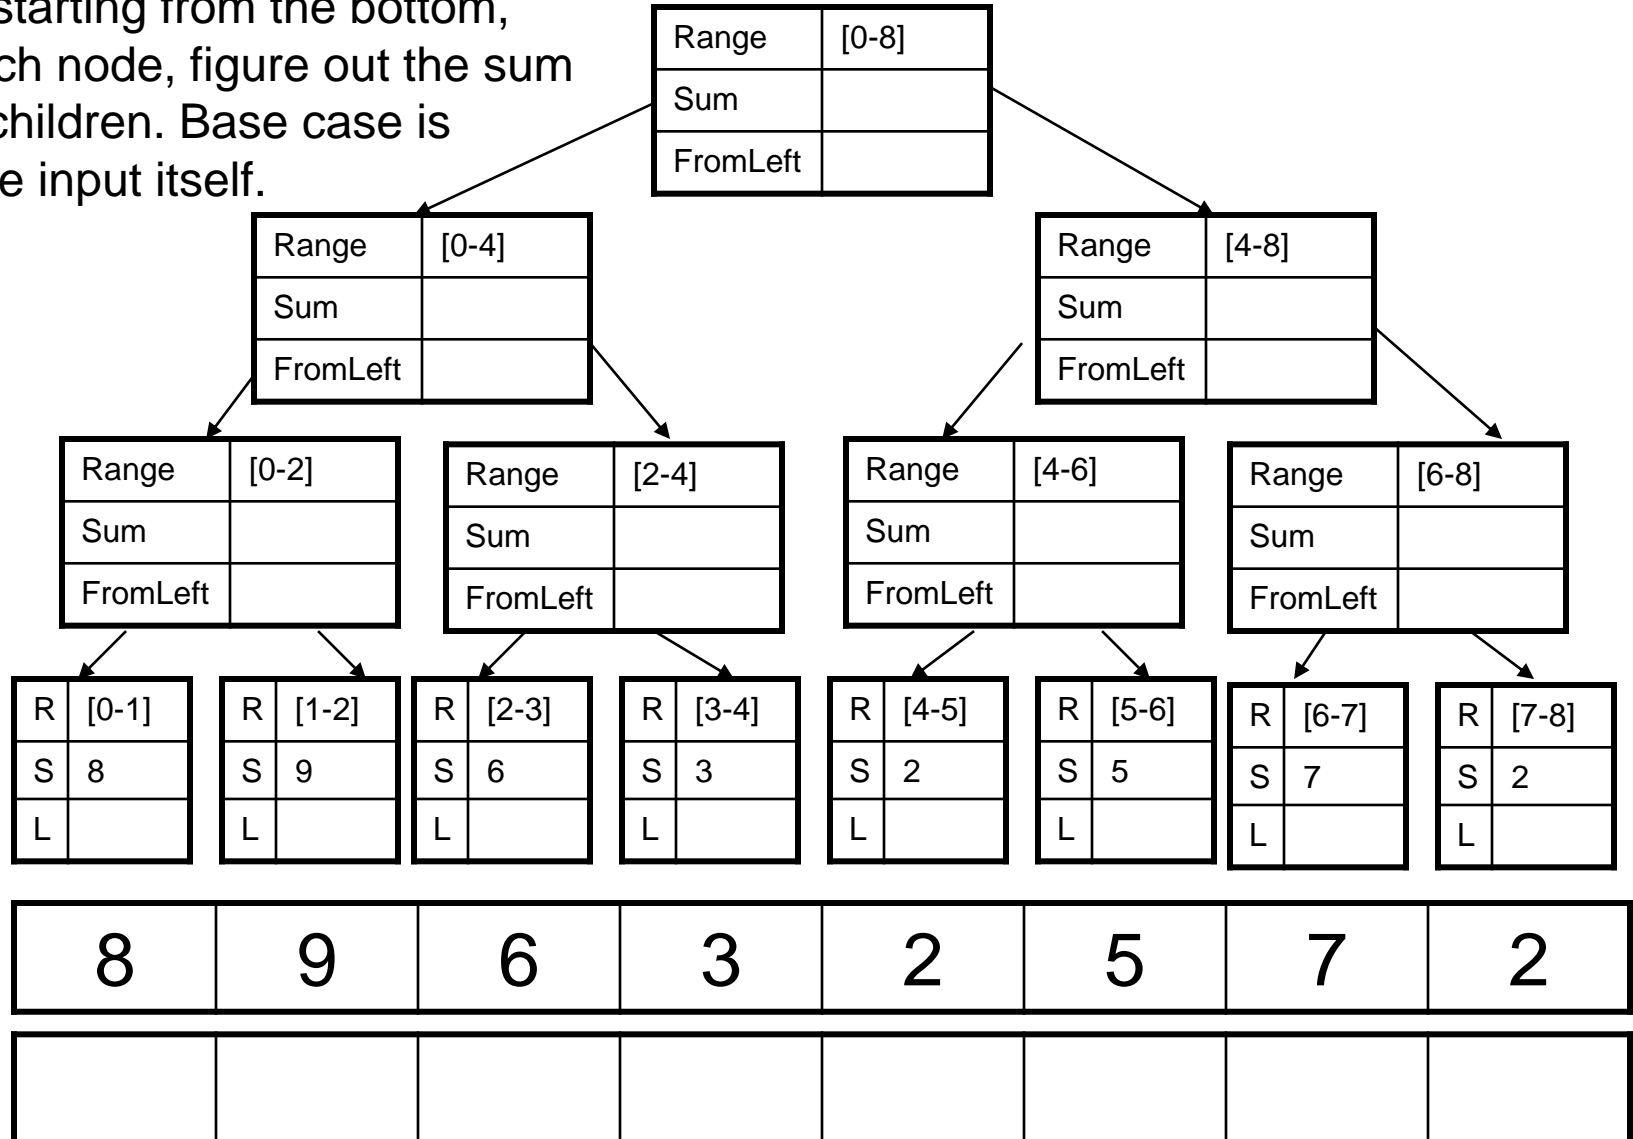 starting from the bottom,
ch node, figure out the sum
children. Base case is
e input itself.
Range [0-8]
Sum
FromLeft
Range [0-4]
Sum
FromLeft
Range [4-8]
Sum
FromLeft
Range [0-2]
Sum
FromLeft
Range [2-4]
Sum
FromLeft
Range [4-6]
Sum
FromLeft
Range [6-8]
Sum
FromLeft
R [0-1]
S 8
L
R [1-2]
S 9
L
R [2-3]
S 6
L
R [3-4]
S 3
L
R [4-5]
S 2
L
R [5-6]
S 5
L
R [6-7]
S 7
L
R [7-8]
S 2
L
8 9 6 3 2 5 7 2